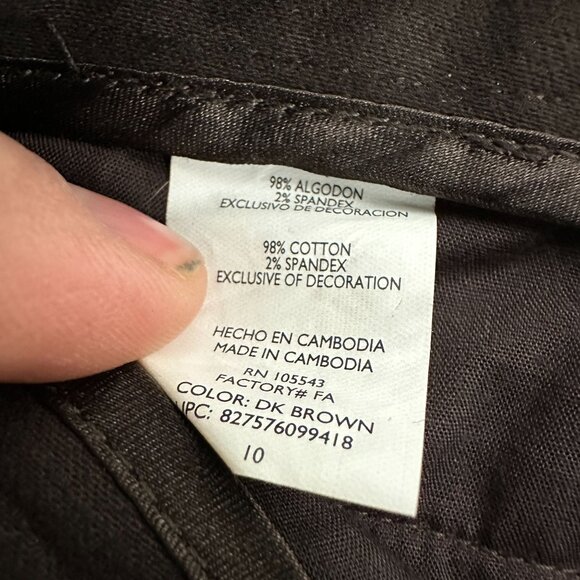 98% ALGODON
2% SPANDEX
EXCLUSIVO DE DECORACION
98% COTTON
2% SPANDEX
EXCLUSIVE OF DECORATION
HECHO EN CAMBODIA
MADE IN CAMBODIA
RN 105543
FACTORY# FA
COLOR: DK BROWN
UPC: 827576099418
10